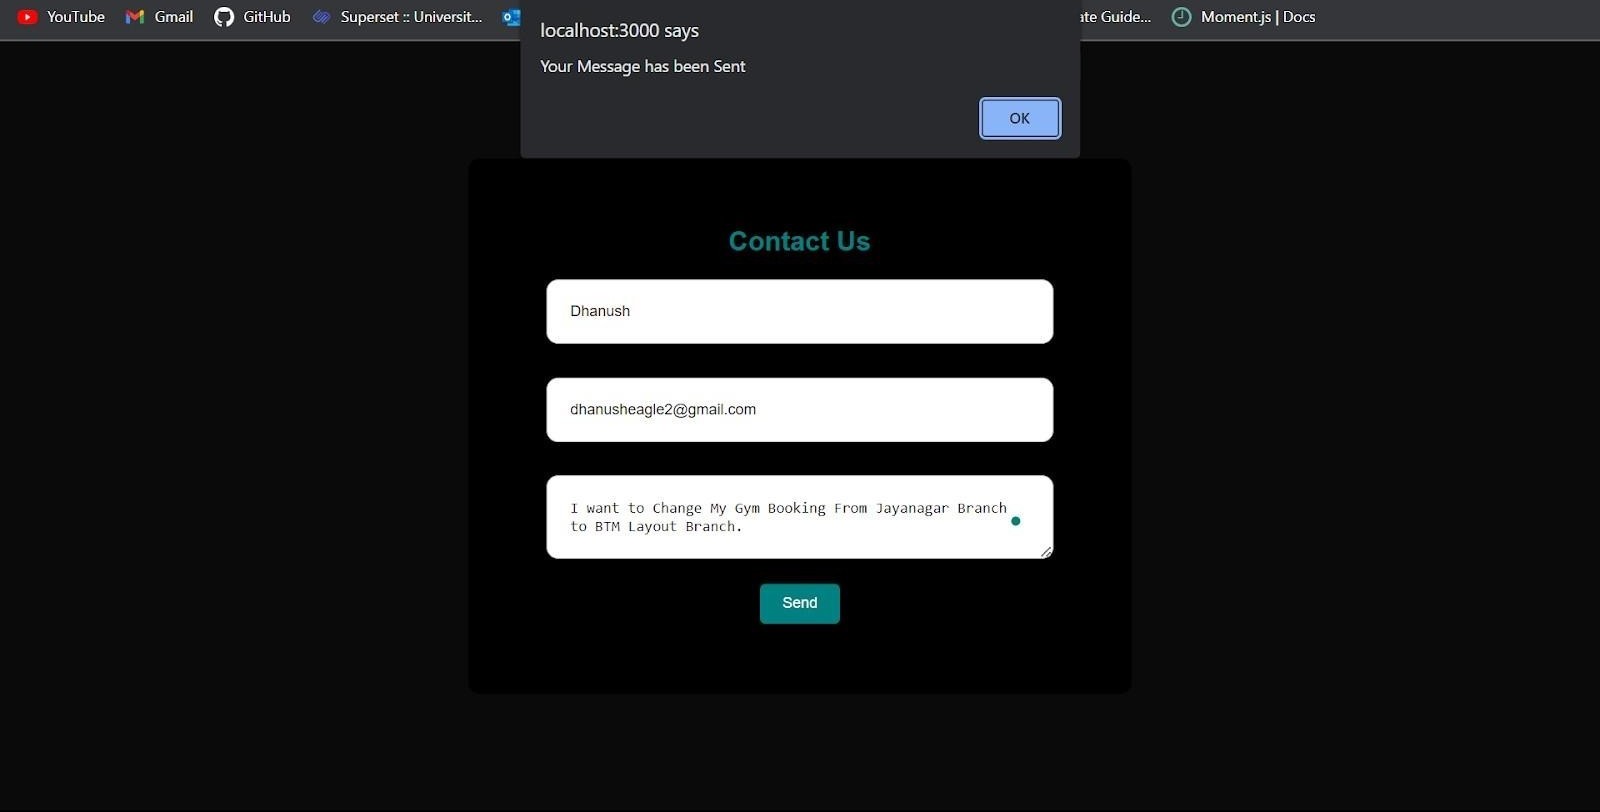 YouTube Gmail GitHub Superset :: Universit... ate Guide... Moment.js | Docs
localhost:3000 says
Your Message has been Sent
OK
Contact Us
Dhanush
dhanusheagle2@gmail.com
I want to Change My Gym Booking From Jayanagar Branch
to BTM Layout Branch.
Send